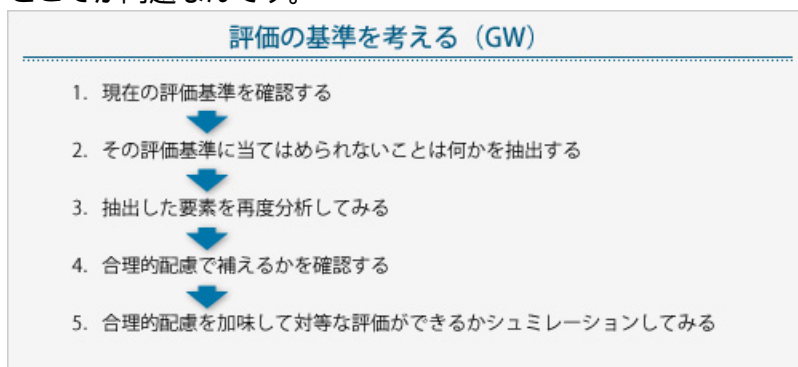 評価の基準を考える（GW）
1. 現在の評価基準を確認する
2. その評価基準に当てはめられないことは何かを抽出する
3. 抽出した要素を再度分析してみる
4. 合理的配慮で補えるかを確認する
5. 合理的配慮を加味して対等な評価ができるかシュミレーションしてみる